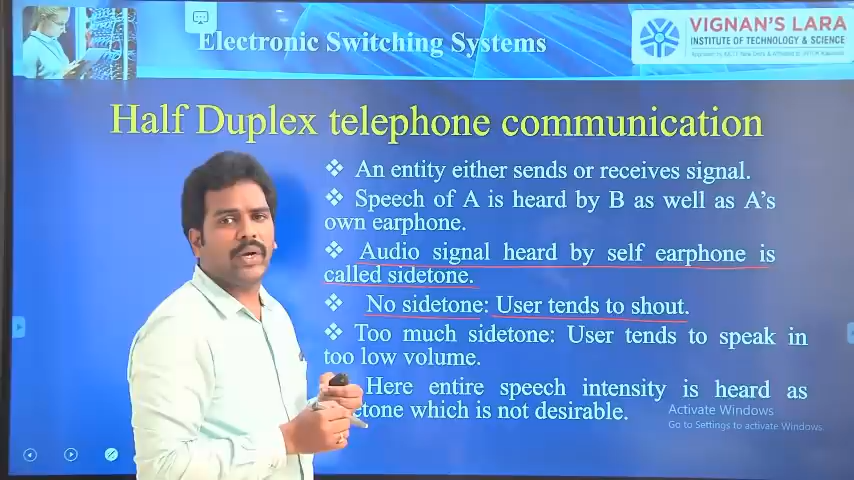 Electronic Switching Systems
VIGNAN'S LARA
INSTITUTE OF TECHNOLOGY & SCIENCE
Half Duplex telephone communication
❖ An entity either sends or receives signal.
❖ Speech of A is heard by B as well as A's
own earphone.
❖ Audio signal heard by self earphone is
called sidetone.
❖ No sidetone: User tends to shout.
❖ Too much sidetone: User tends to speak in
too low volume.
Here entire speech intensity is heard as
etone which is not desirable.
Activate Windows
Go to Settings to activate Windows.